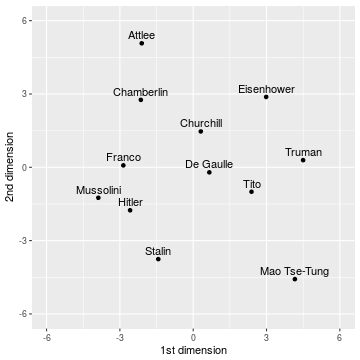 6
3
0
-3
-6
2nd dimension
Attlee
Chamberlin
Eisenhower
Churchill
Franco
De Gaulle
Truman
Mussolini
Hitler
Tito
Stalin
Mao Tse-Tung
-6
-3
0
3
6
1st dimension